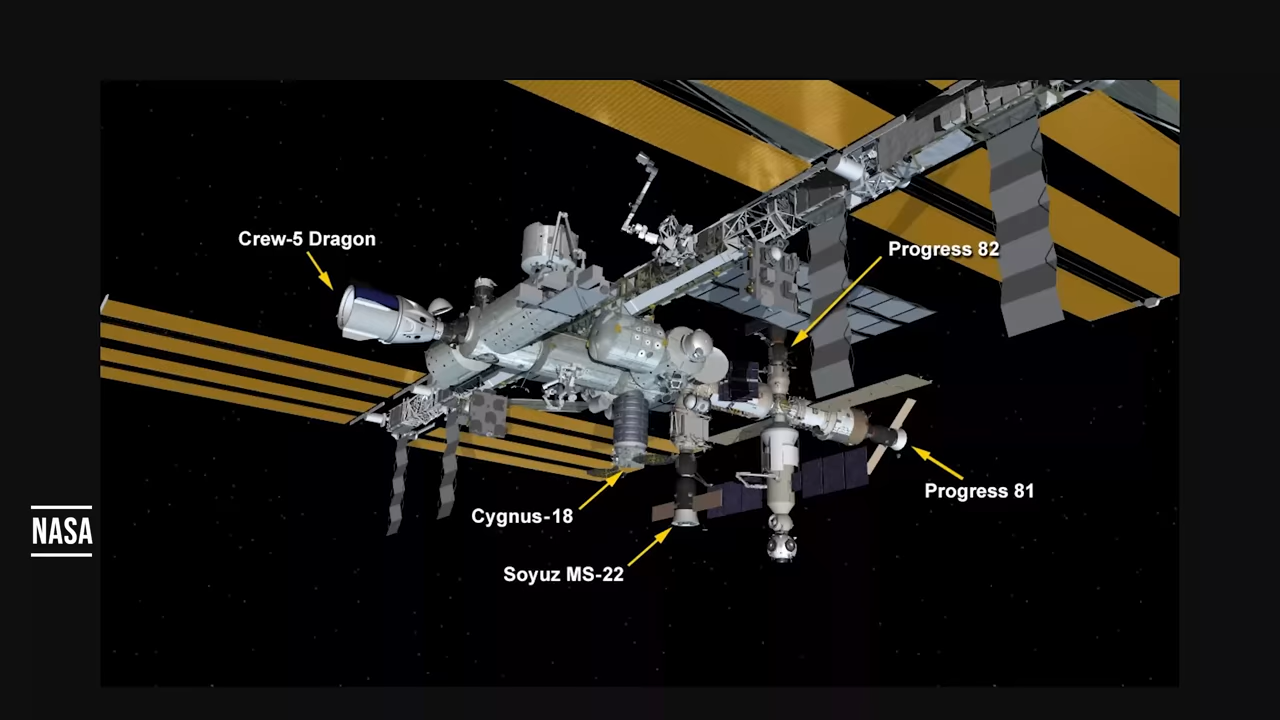 Crew-5 Dragon
Progress 82
Progress 81
Cygnus-18
Soyuz MS-22
NASA